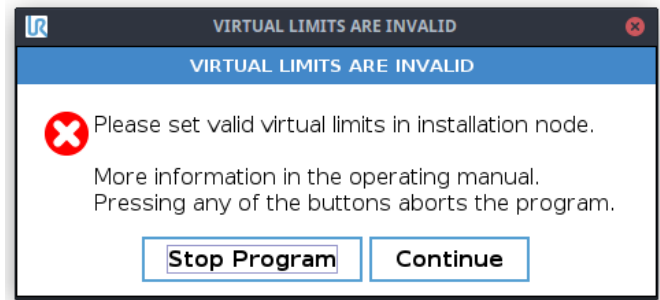 UR
VIRTUAL LIMITS ARE INVALID
VIRTUAL LIMITS ARE INVALID
Please set valid virtual limits in installation node.
More information in the operating manual.
Pressing any of the buttons aborts the program.
Stop Program
Continue